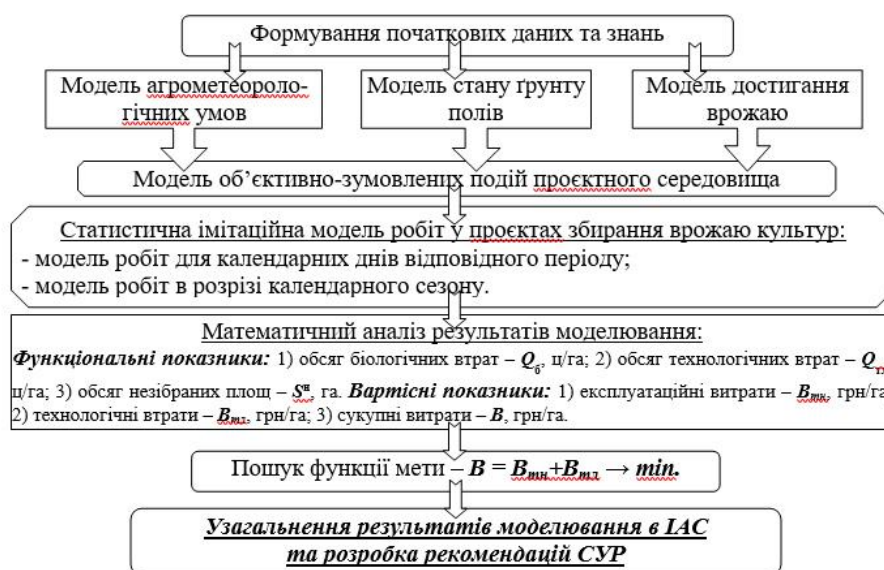 Формування початкових даних та знань
Модель агрометеороло-
гічних умов
Модель стану ґрунту
полів
Модель достигання
врожаю
Модель об’єктивно-зумовлених подій проєктного середовища
Статистична імітаційна модель робіт у проєктах збирання врожаю культур:
- модель робіт для календарних днів відповідного періоду;
- модель робіт в розрізі календарного сезону.
Математичний аналіз результатів моделювання:
Функціональні показники: 1) обсяг біологічних втрат – Qб, ц/га; 2) обсяг технологічних втрат – Qт,
ц/га; 3) обсяг незібраних площ – Sн, га. Вартісні показники: 1) експлуатаційні витрати – Bтн, грн/га
2) технологічні втрати – Bтл, грн/га; 3) сукупні витрати – B, грн/га.
Пошук функції мети – B = Bтн+Bтл → min.
Узагальнення результатів моделювання в ІАС
та розробка рекомендацій СУР